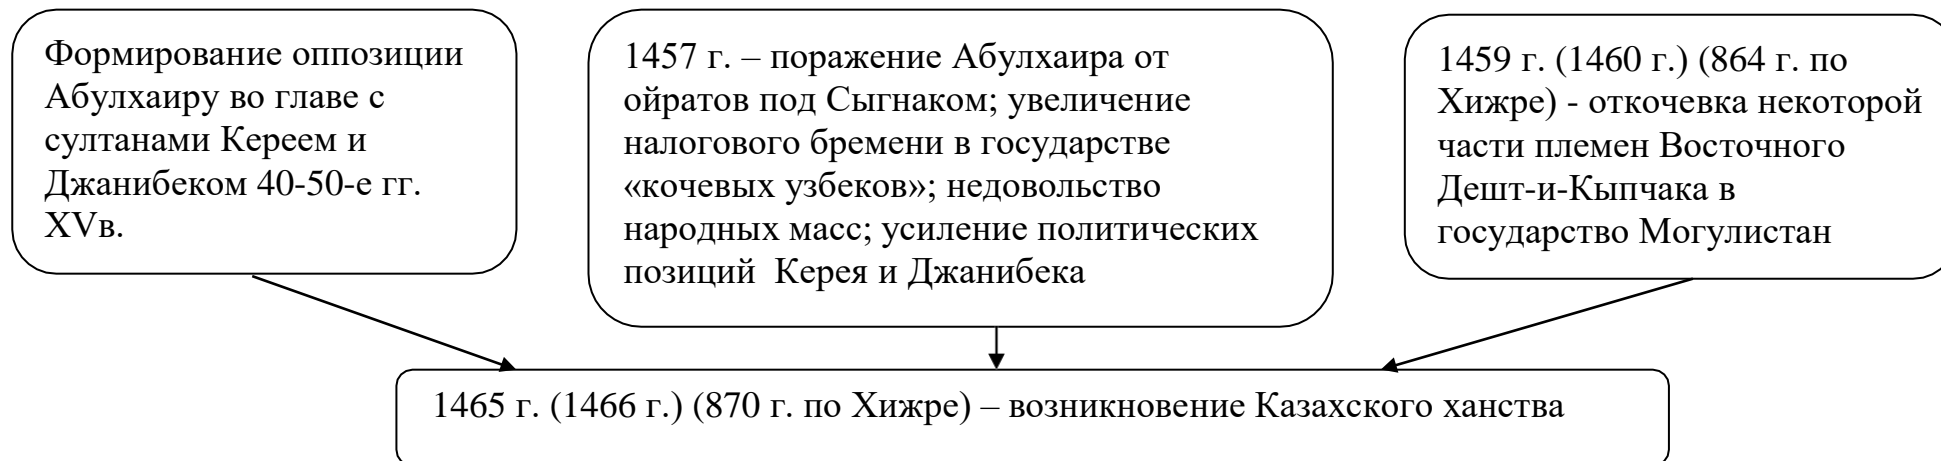 Формирование оппозиции
Абулхаиру во главе с
султанами Кереем и
Джанибеком 40-50-е гг.
XVв.
1457 г. – поражение Абулхаира от
ойратов под Сыгнаком; увеличение
налогового бремени в государстве
«кочевых узбеков»; недовольство
народных масс; усиление политических
позиций  Керея и Джанибека
1459 г. (1460 г.) (864 г. по
Хижре) - откочевка некоторой
части племен Восточного
Дешт-и-Кыпчака в
государство Могулистан
1465 г. (1466 г.) (870 г. по Хижре) – возникновение Казахского ханства